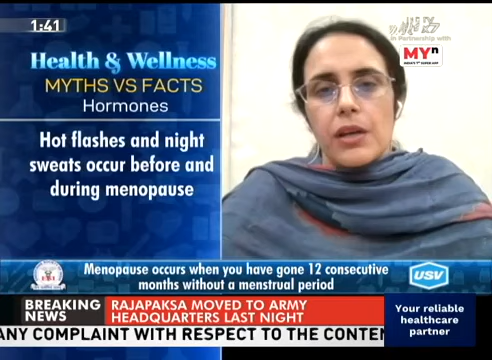 1:41
in Partnership with
MYn
Health & Wellness
MYTHS VS FACTS
Hormones
Hot flashes and night
sweats occur before and
during menopause
Menopause occurs when you have gone 12 consecutive
months without a menstrual period
USV
BREAKING
NEWS
RAJAPAKSA MOVED TO ARMY
HEADQUARTERS LAST NIGHT
Your reliable
healthcare
partner
ANY COMPLAINT WITH RESPECT TO THE CONTEN